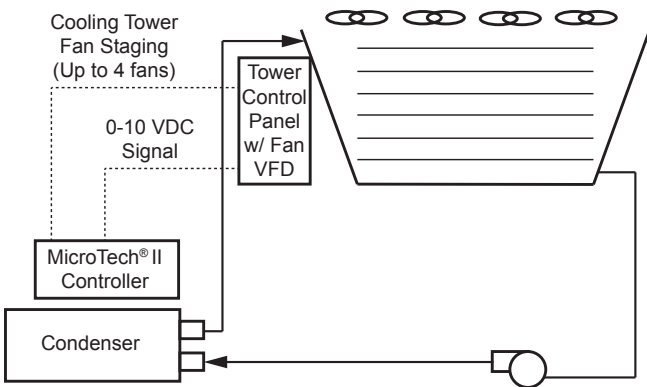 Cooling Tower
Fan Staging
(Up to 4 fans)
Tower
Control
Panel
w/ Fan
VFD
0-10 VDC
Signal
MicroTech® II
Controller
Condenser